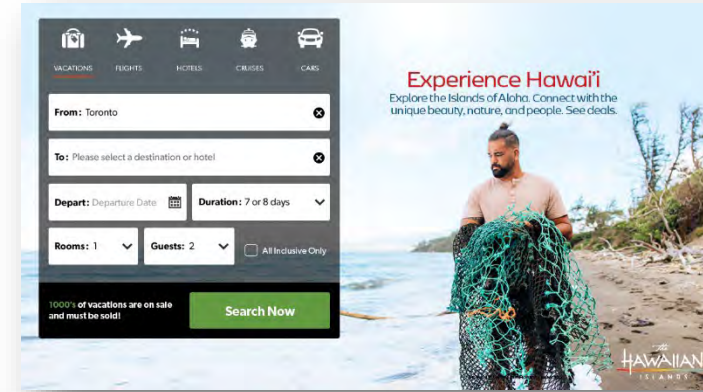 VACATIONS
FLIGHTS
HOTELS
CRUISES
CARS
From: Toronto
To: Please select a destination or hotel
Depart: Departure Date
Duration: 7 or 8 days
Rooms: 1
Guests: 2
All Inclusive Only
1000's of vacations are on sale
and must be sold!
Search Now
Experience Hawai'i
Explore the Islands of Aloha. Connect with the
unique beauty, nature, and people. See deals.
the
HAWAIIAN
ISLANDS